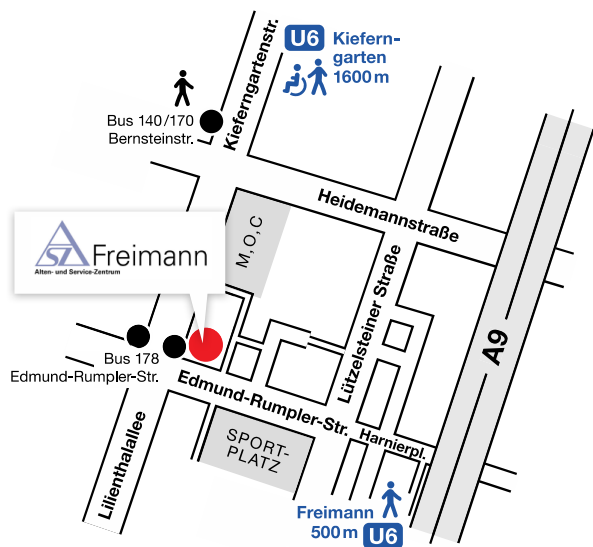 U6 Kiefern-
garten
1600 m
Kieferngartenstr.
Bus 140/170
Bernsteinstr.
Heidemannstraße
ASZ Freimann
Alten- und Service-Zentrum
M,O,C
Lützelsteiner Straße
A9
Bus 178
Edmund-Rumpler-Str.
Edmund-Rumpler-Str.
Harnierpl.
Lilienthalallee
SPORT-
PLATZ
Freimann
500 m U6